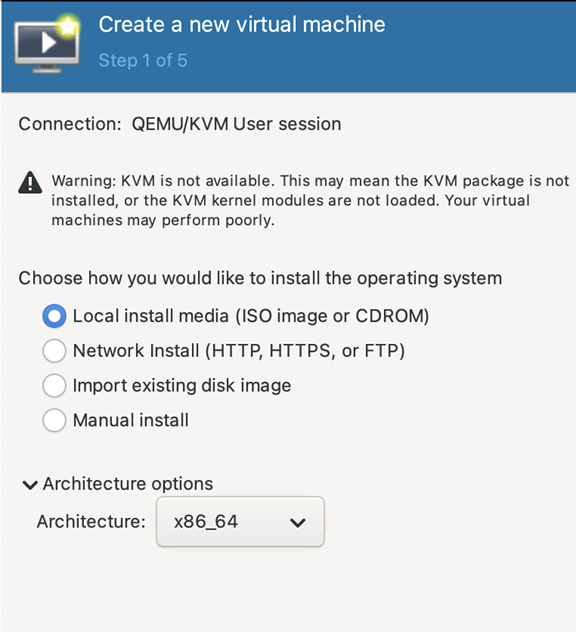 Create a new virtual machine
Step 1 of 5
Connection: QEMU/KVM User session
Warning: KVM is not available. This may mean the KVM package is not
installed, or the KVM kernel modules are not loaded. Your virtual
machines may perform poorly.
Choose how you would like to install the operating system
Local install media (ISO image or CDROM)
Network Install (HTTP, HTTPS, or FTP)
Import existing disk image
Manual install
Architecture options
Architecture: x86_64